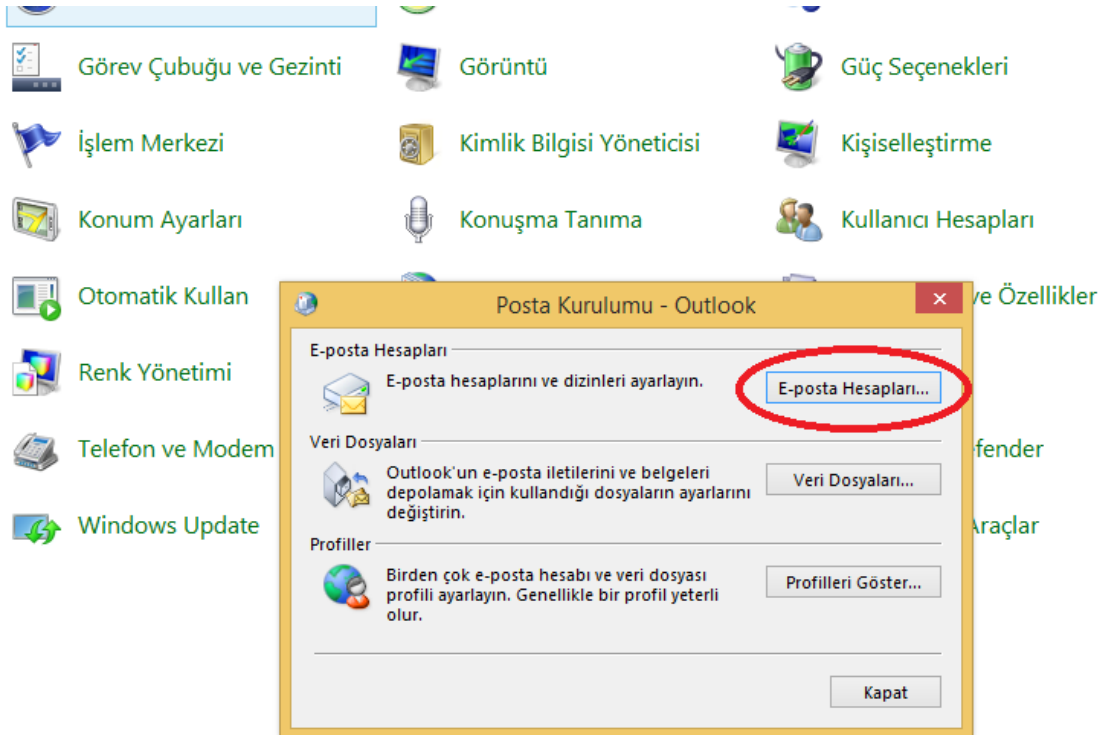 Görev Çubuğu ve Gezinti
Görüntü
Güç Seçenekleri
İşlem Merkezi
Kimlik Bilgisi Yöneticisi
Kişiselleştirme
Konum Ayarları
Konuşma Tanıma
Kullanıcı Hesapları
Otomatik Kullan
ve Özellikler
Renk Yönetimi
Telefon ve Modem
efender
Windows Update
Araçlar
Posta Kurulumu - Outlook
E-posta Hesapları
E-posta hesaplarını ve dizinleri ayarlayın.
E-posta Hesapları...
Veri Dosyaları
Outlook'un e-posta iletilerini ve belgeleri
depolamak için kullandığı dosyaların ayarlarını
değiştirin.
Veri Dosyaları...
Profiller
Birden çok e-posta hesabı ve veri dosyası
profili ayarlayın. Genellikle bir profil yeterli
olur.
Profilleri Göster...
Kapat